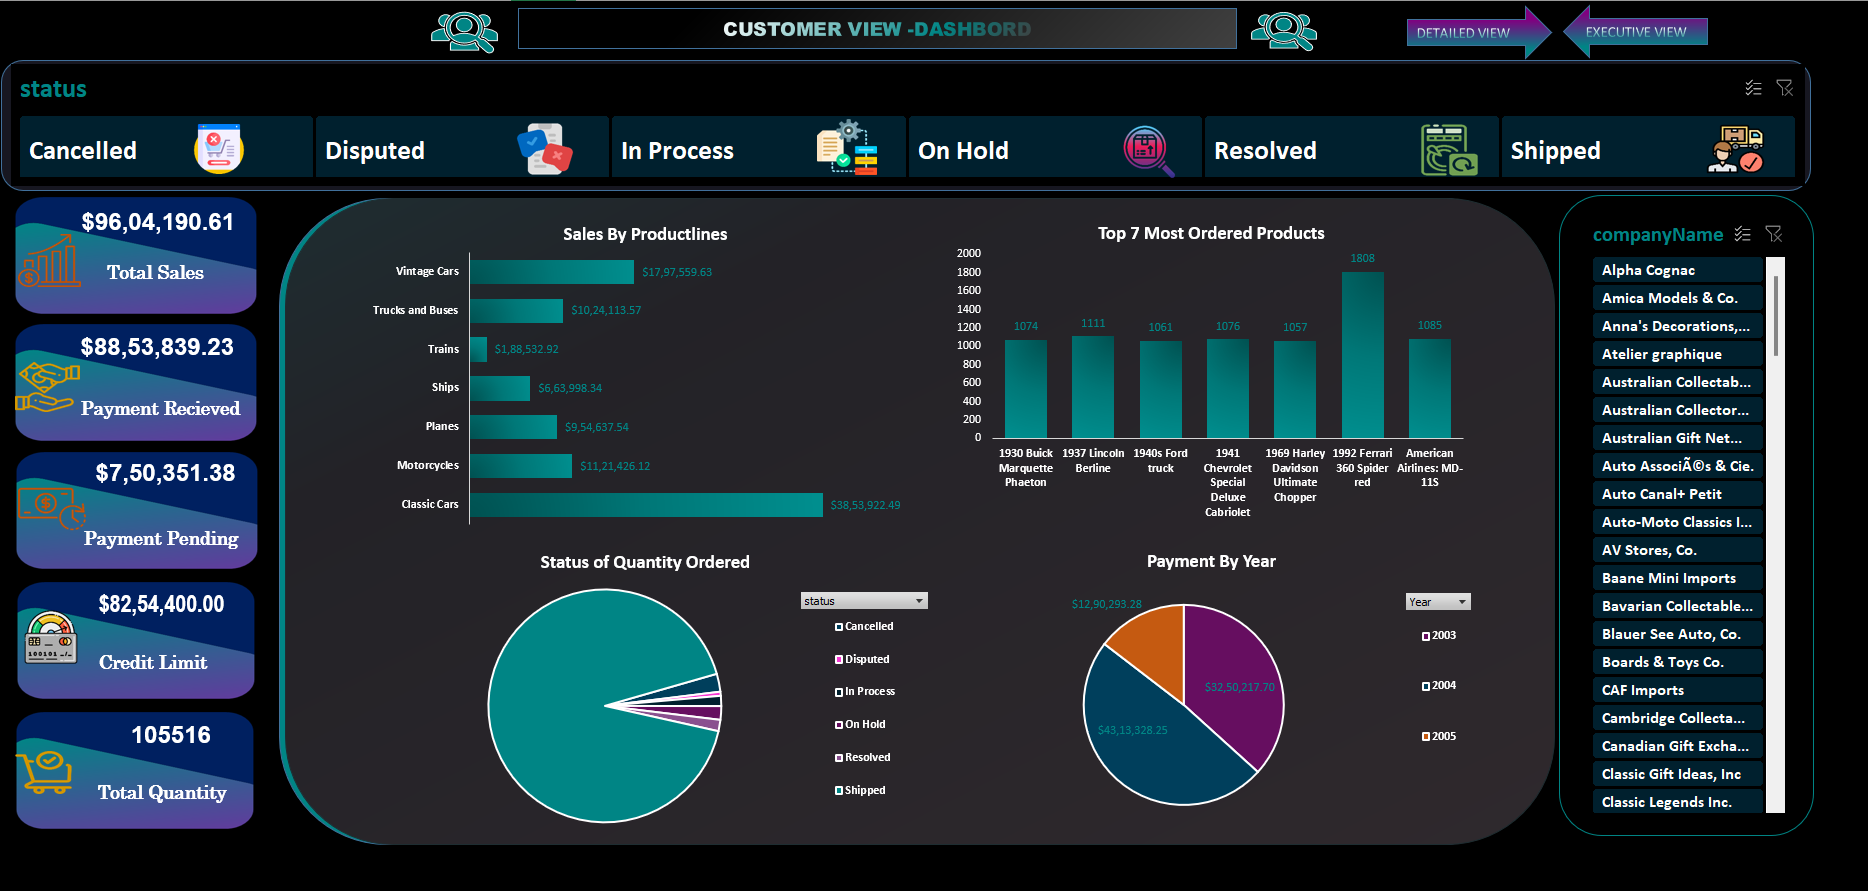 CUSTOMER VIEW -DASHBORD
DETAILED VIEW
EXECUTIVE VIEW
status
Cancelled
Disputed
In Process
On Hold
Resolved
Shipped
$96,04,190.61
Total Sales
$88,53,839.23
Payment Recieved
$7,50,351.38
Payment Pending
$82,54,400.00
Credit Limit
105516
Total Quantity
Sales By Productlines
Vintage Cars
$17,97,559.63
Trucks and Buses
$10,24,113.57
Trains
$1,88,532.92
Ships
$6,63,998.34
Planes
$9,54,637.54
Motorcycles
$11,21,426.12
Classic Cars
$38,53,922.49
Top 7 Most Ordered Products
2000
1800
1600
1400
1200
1000
800
600
400
200
0
1074
1111
1061
1076
1057
1808
1085
1930 Buick
Marquette
Phaeton
1937 Lincoln
Berline
1940s Ford
truck
1941
Chevrolet
Special
Deluxe
Cabriolet
1969 Harley
Davidson
Ultimate
Chopper
1992 Ferrari
360 Spider
red
American
Airlines: MD-
11S
Status of Quantity Ordered
status
Cancelled
Disputed
In Process
On Hold
Resolved
Shipped
Payment By Year
$12,90,293.28
$32,50,217.70
$43,13,328.25
Year
2003
2004
2005
companyName
Alpha Cognac
Amica Models & Co.
Anna's Decorations,...
Atelier graphique
Australian Collectab...
Australian Collector...
Australian Gift Net...
Auto AssociÃ©s & Cie.
Auto Canal+ Petit
Auto-Moto Classics I...
AV Stores, Co.
Baane Mini Imports
Bavarian Collectable...
Blauer See Auto, Co.
Boards & Toys Co.
CAF Imports
Cambridge Collecta...
Canadian Gift Excha...
Classic Gift Ideas, Inc
Classic Legends Inc.